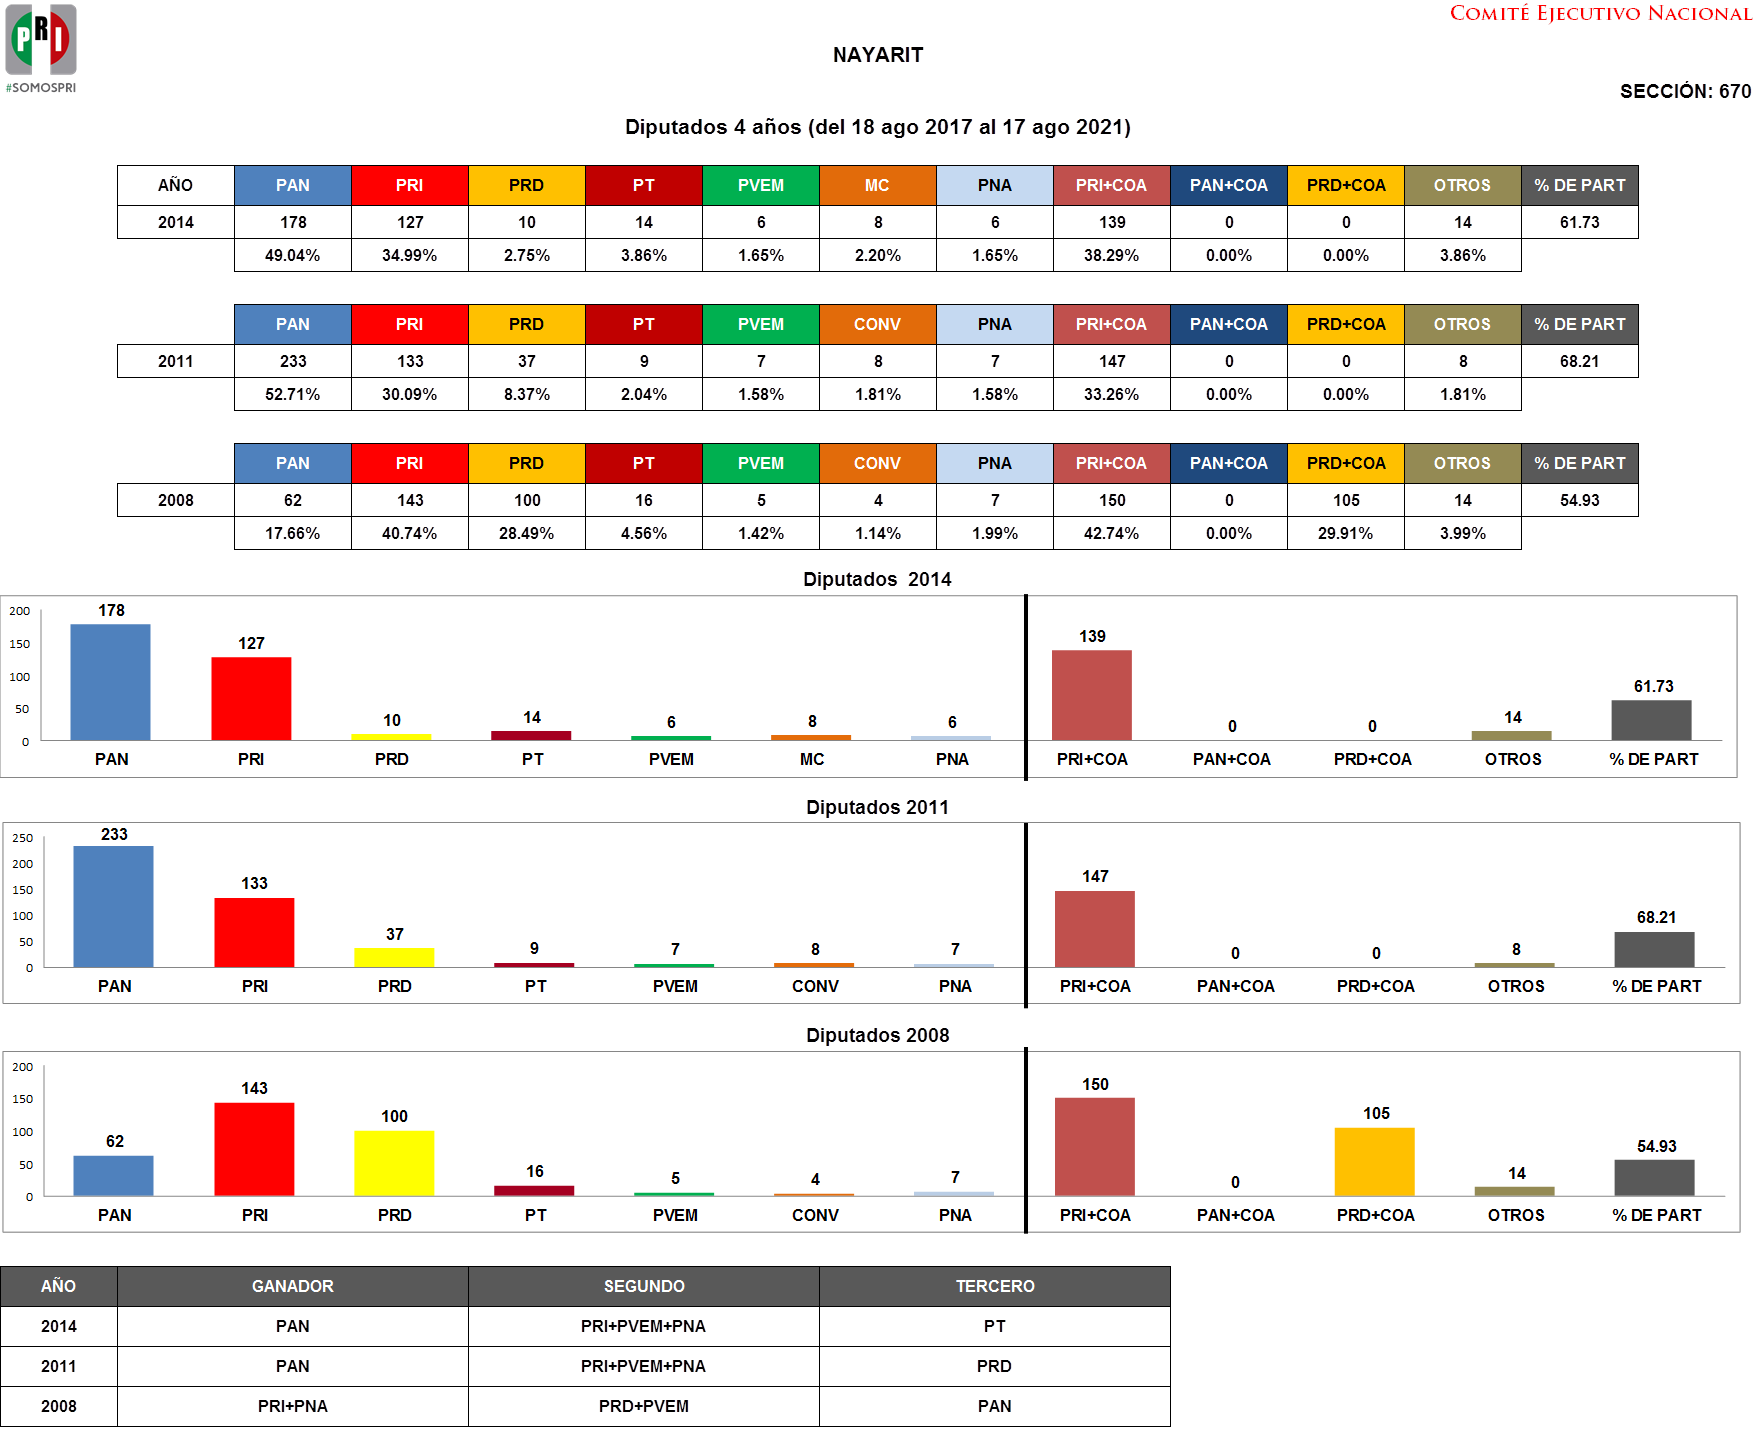 PRI
#SOMOSPRI
COMITÉ EJECUTIVO NACIONAL
NAYARIT
SECCIÓN: 670
Diputados 4 años (del 18 ago 2017 al 17 ago 2021)
AÑO PAN PRI PRD PT PVEM MC PNA PRI+COA PAN+COA PRD+COA OTROS % DE PART
2014 178 127 10 14 6 8 6 139 0 0 14 61.73
49.04% 34.99% 2.75% 3.86% 1.65% 2.20% 1.65% 38.29% 0.00% 0.00% 3.86%
PAN PRI PRD PT PVEM CONV PNA PRI+COA PAN+COA PRD+COA OTROS % DE PART
2011 233 133 37 9 7 8 7 147 0 0 8 68.21
52.71% 30.09% 8.37% 2.04% 1.58% 1.81% 1.58% 33.26% 0.00% 0.00% 1.81%
PAN PRI PRD PT PVEM CONV PNA PRI+COA PAN+COA PRD+COA OTROS % DE PART
2008 62 143 100 16 5 4 7 150 0 105 14 54.93
17.66% 40.74% 28.49% 4.56% 1.42% 1.14% 1.99% 42.74% 0.00% 29.91% 3.99%
Diputados 2014
200
150
100
50
0
178 127 10 14 6 8 6 139 0 0 14 61.73
PAN PRI PRD PT PVEM MC PNA PRI+COA PAN+COA PRD+COA OTROS % DE PART
Diputados 2011
250
200
150
100
50
0
233 133 37 9 7 8 7 147 0 0 8 68.21
PAN PRI PRD PT PVEM CONV PNA PRI+COA PAN+COA PRD+COA OTROS % DE PART
Diputados 2008
200
150
100
50
0
62 143 100 16 5 4 7 150 0 105 14 54.93
PAN PRI PRD PT PVEM CONV PNA PRI+COA PAN+COA PRD+COA OTROS % DE PART
AÑO GANADOR SEGUNDO TERCERO
2014 PAN PRI+PVEM+PNA PT
2011 PAN PRI+PVEM+PNA PRD
2008 PRI+PNA PRD+PVEM PAN